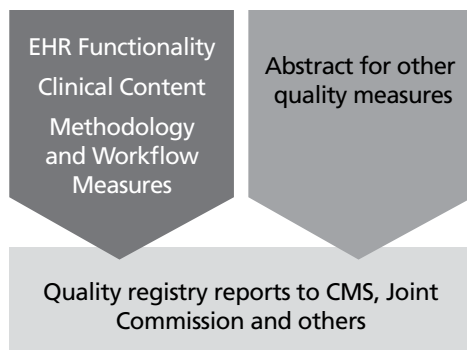 EHR Functionality
Clinical Content
Methodology
and Workflow
Measures
Abstract for other
quality measures
Quality registry reports to CMS, Joint
Commission and others